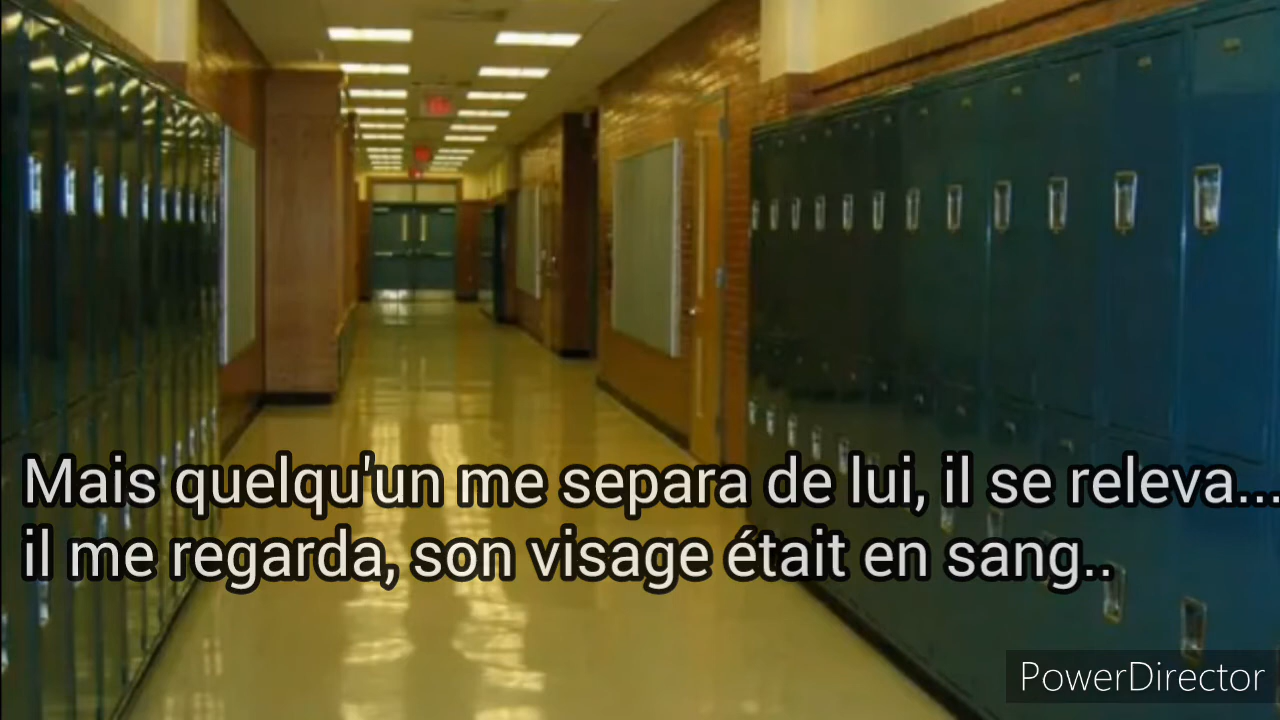 Mais quelqu'un me separa de lui, il se releva...
il me regarda, son visage était en sang..
PowerDirector